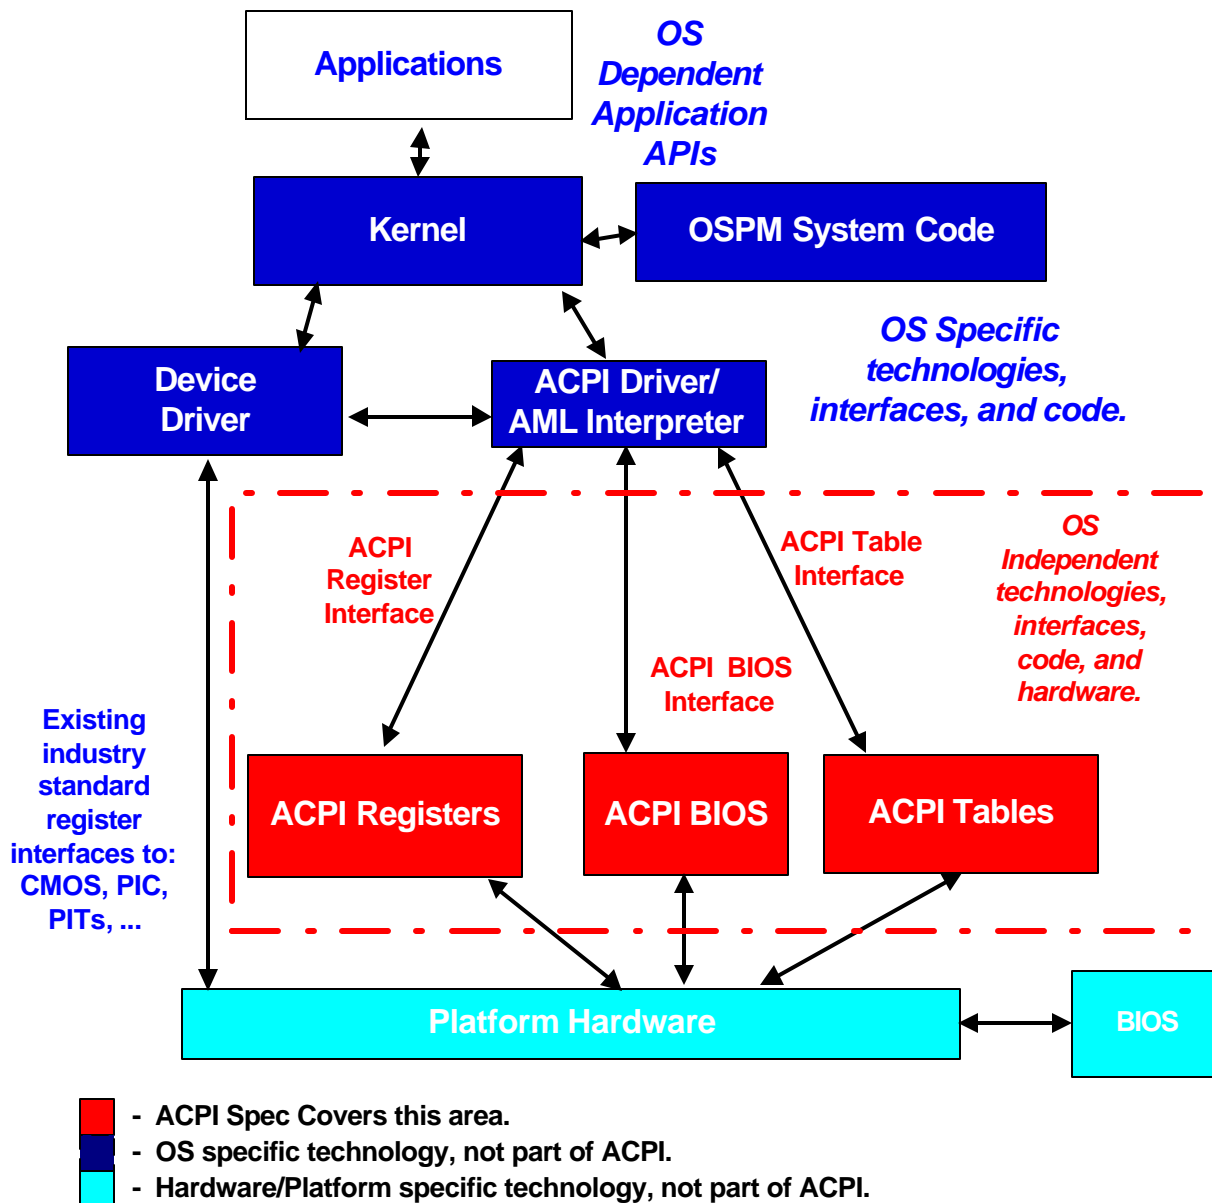 Applications
OS
Dependent
Application
APIs
Kernel
OSPM System Code
OS Specific
technologies,
interfaces, and code.
Device
Driver
ACPI Driver/
AML Interpreter
ACPI
Register
Interface
ACPI Table
Interface
OS
Independent
technologies,
interfaces,
code, and
hardware.
ACPI BIOS
Interface
Existing
industry
standard
register
interfaces to:
CMOS, PIC,
PITs, ...
ACPI Registers
ACPI BIOS
ACPI Tables
Platform Hardware
BIOS
- ACPI Spec Covers this area.
- OS specific technology, not part of ACPI.
- Hardware/Platform specific technology, not part of ACPI.